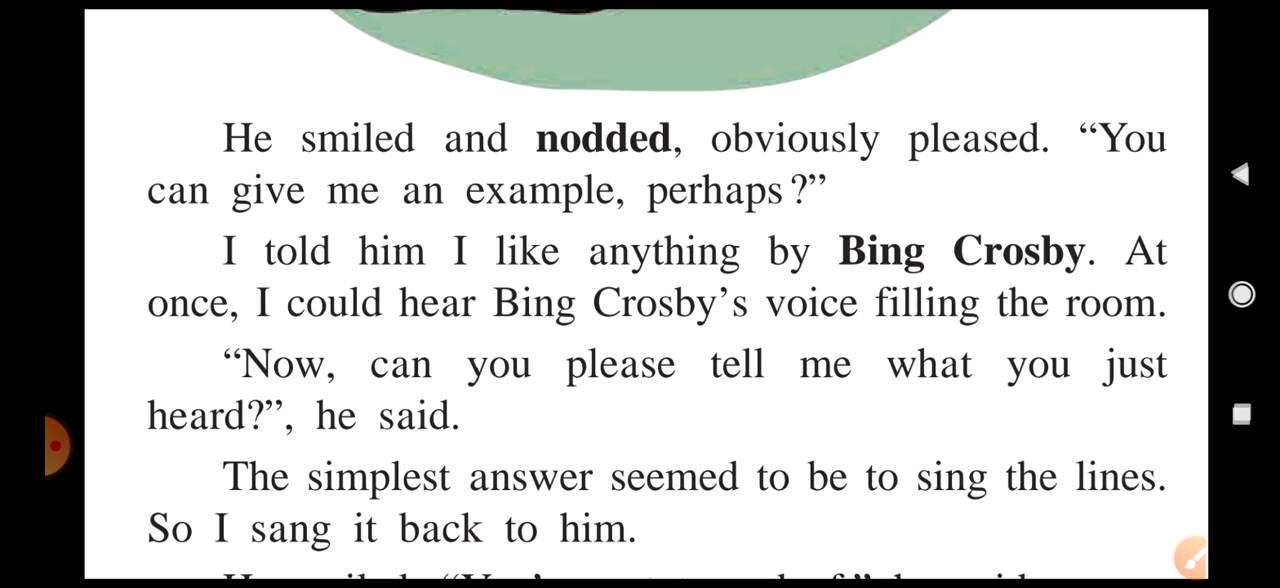 He smiled and nodded, obviously pleased. “You
can give me an example, perhaps?”
I told him I like anything by Bing Crosby. At
once, I could hear Bing Crosby’s voice filling the room.
“Now, can you please tell me what you just
heard?”, he said.
The simplest answer seemed to be to sing the lines.
So I sang it back to him.